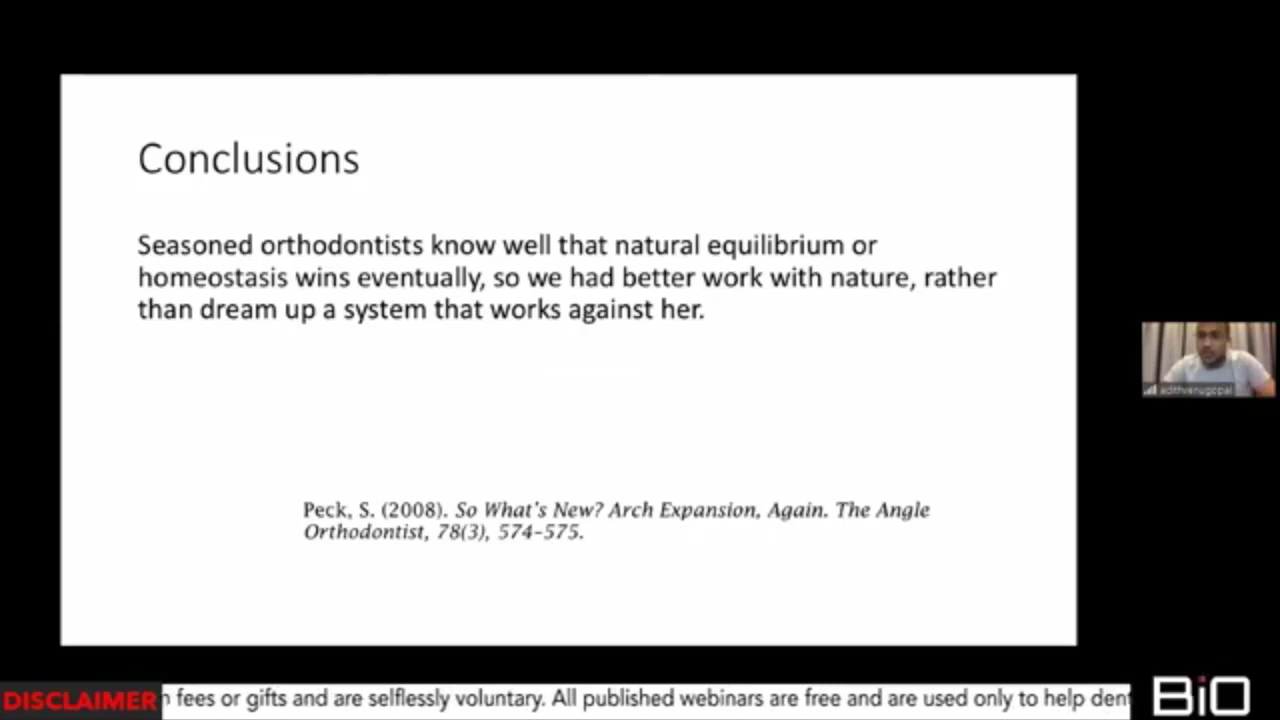 Conclusions
Seasoned orthodontists know well that natural equilibrium or
homeostasis wins eventually, so we had better work with nature, rather
than dream up a system that works against her.
Peck, S. (2008). So What's New? Arch Expansion, Again. The Angle
Orthodontist, 78(3), 574–575.
adithvenugopal
DISCLAIMER fees or gifts and are selflessly voluntary. All published webinars are free and are used only to help dent
BiO